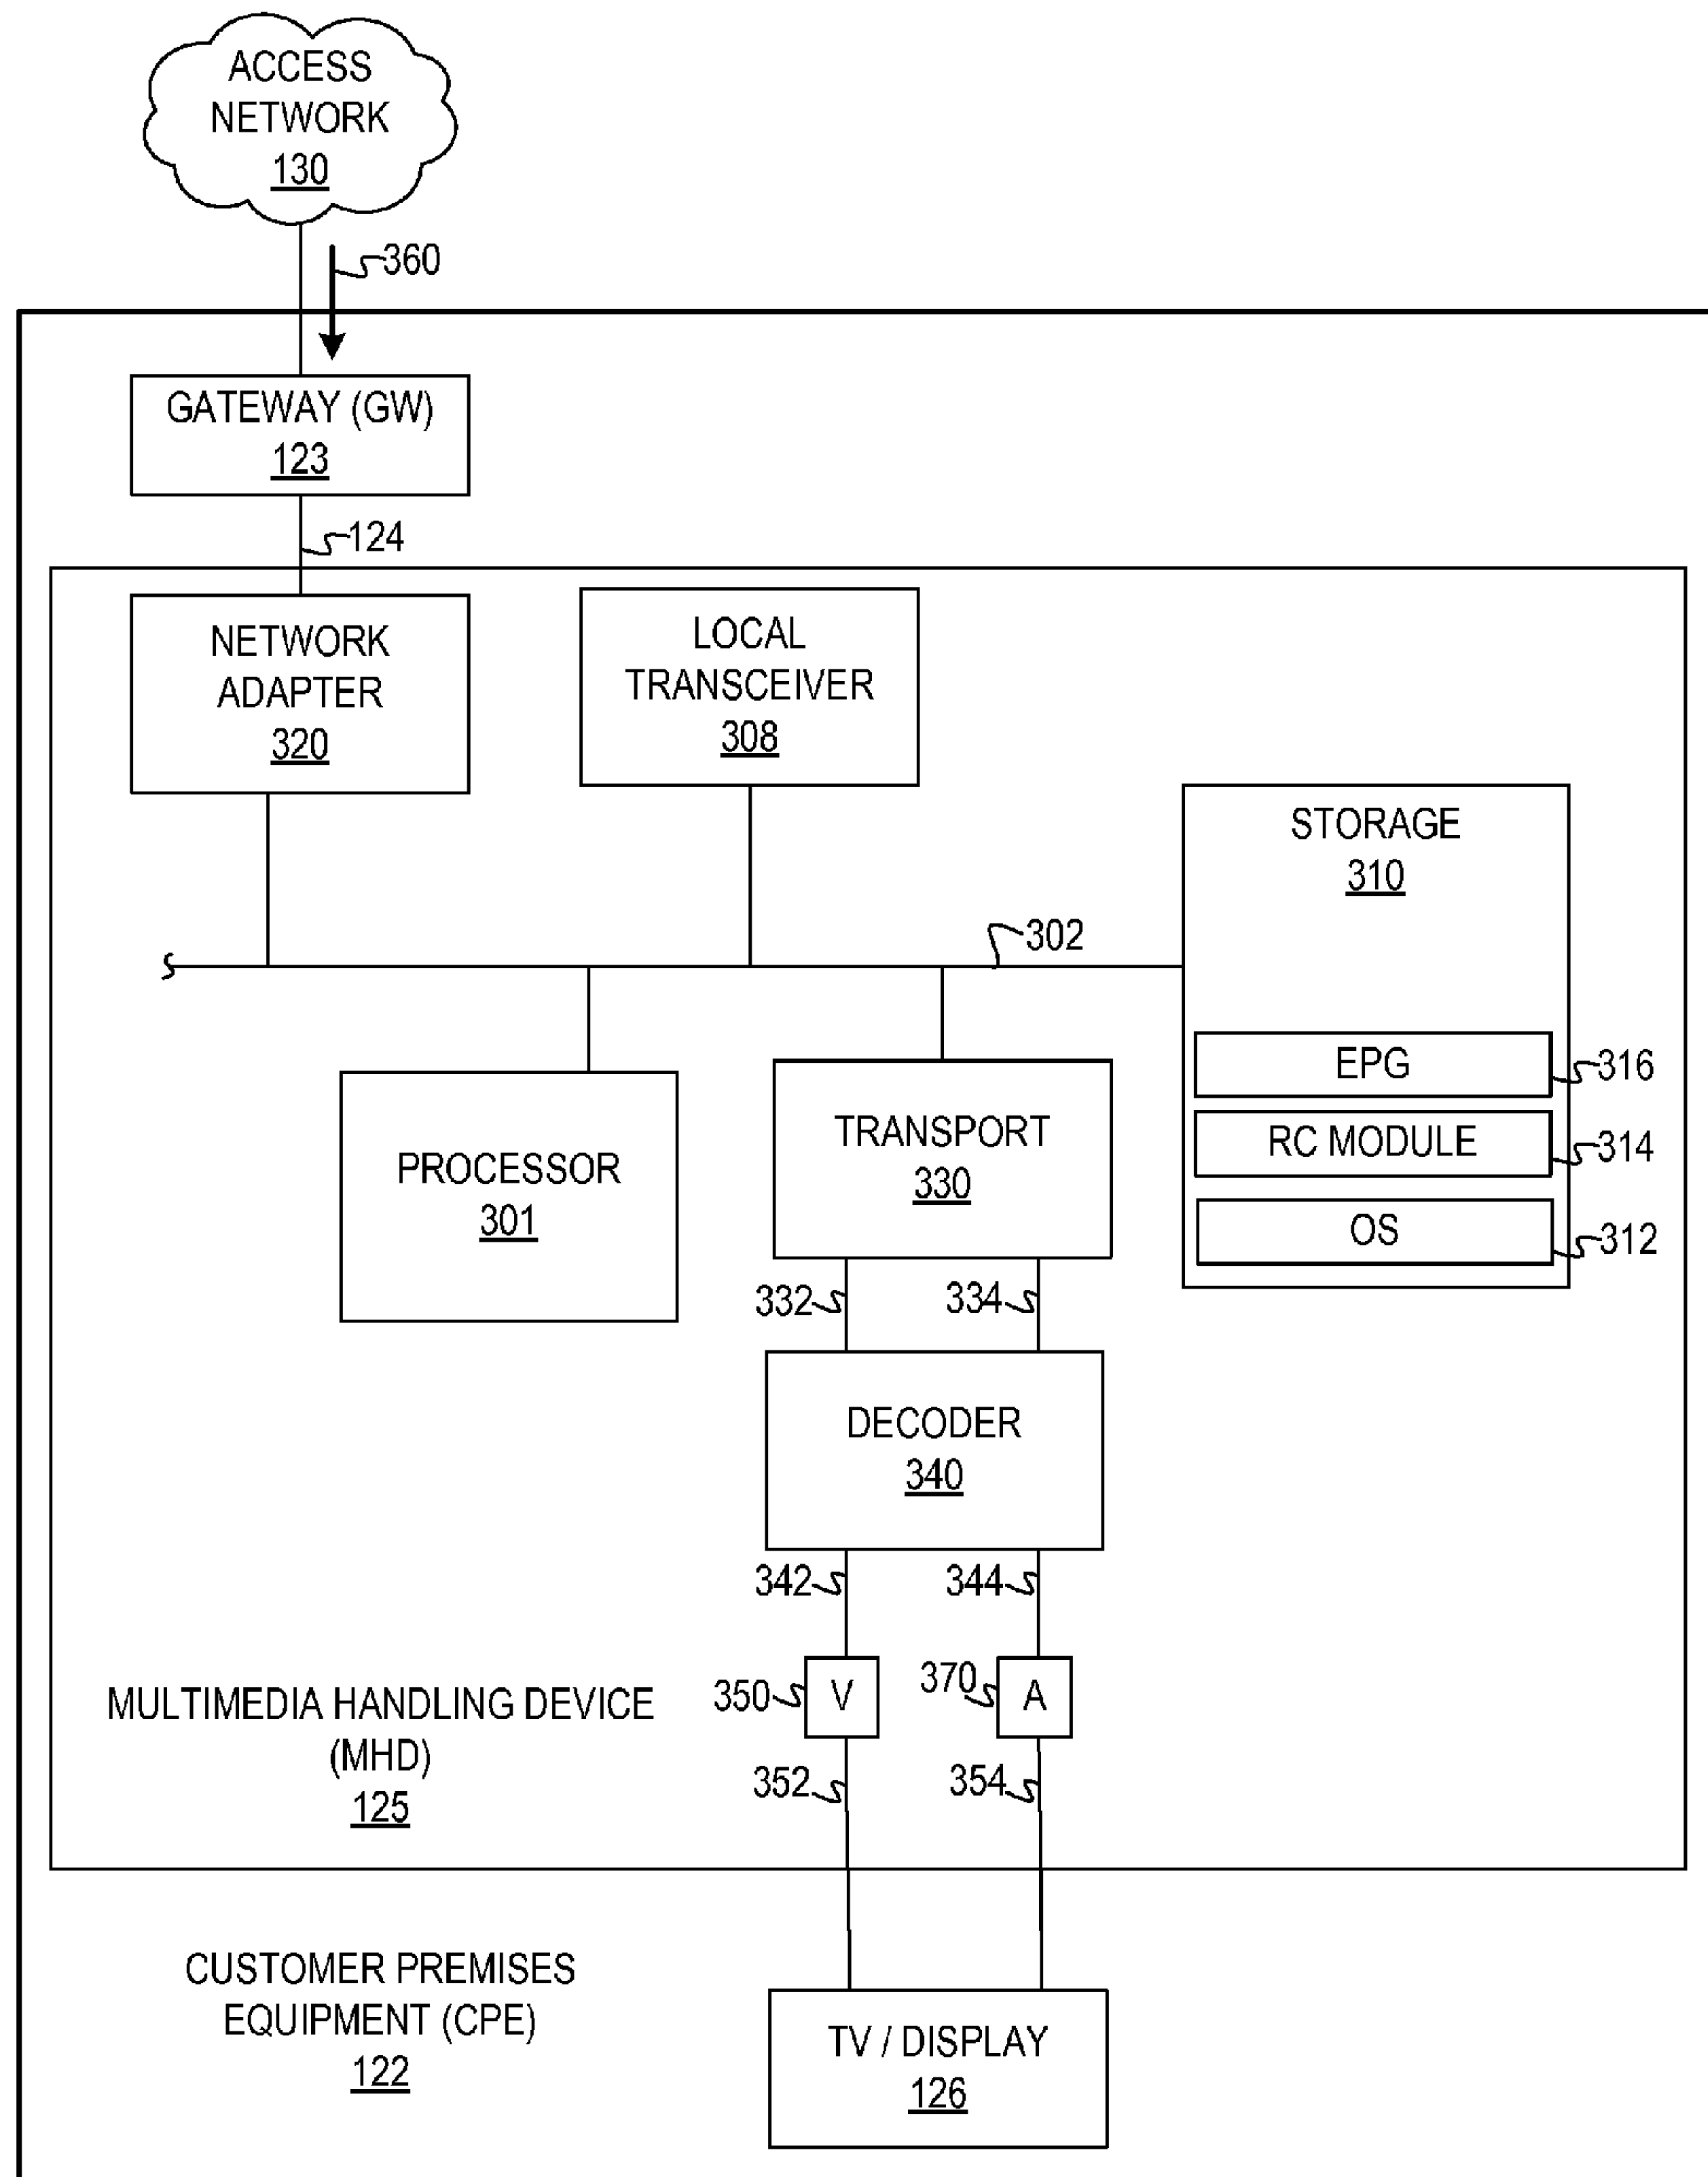 ACCESS
NETWORK
130
360
GATEWAY (GW)
123
124
NETWORK
ADAPTER
320
LOCAL
TRANSCEIVER
308
STORAGE
310
302
EPG
316
RC MODULE
314
OS
312
PROCESSOR
301
TRANSPORT
330
332
334
DECODER
340
342
344
350
V
370
A
352
354
MULTIMEDIA HANDLING DEVICE
(MHD)
125
CUSTOMER PREMISES
EQUIPMENT (CPE)
122
TV / DISPLAY
126